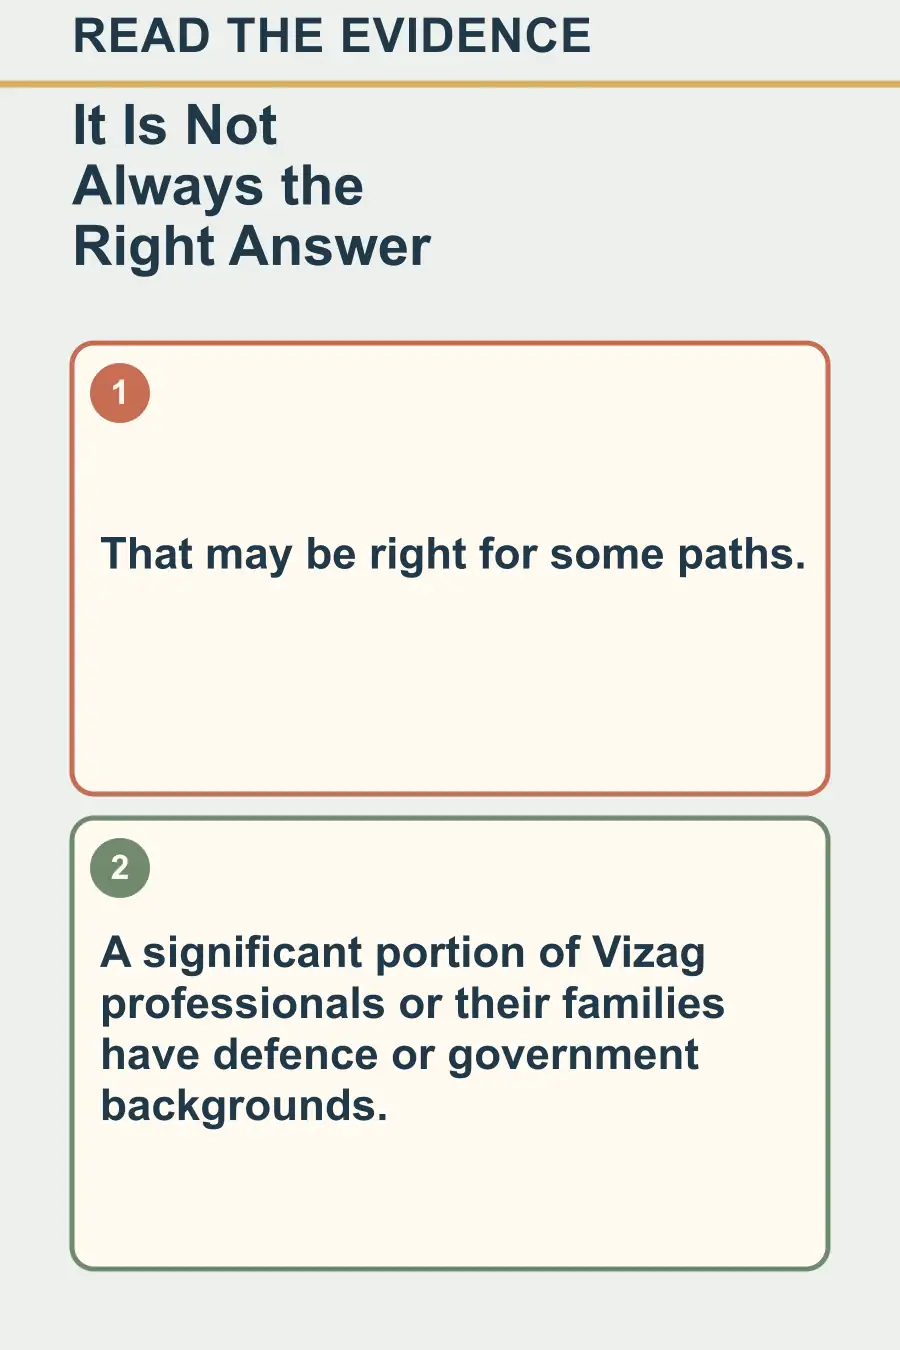 READ THE EVIDENCE
It Is Not
Always the
Right Answer
1
That may be right for some paths.
2
A significant portion of Vizag
professionals or their families
have defence or government
backgrounds.